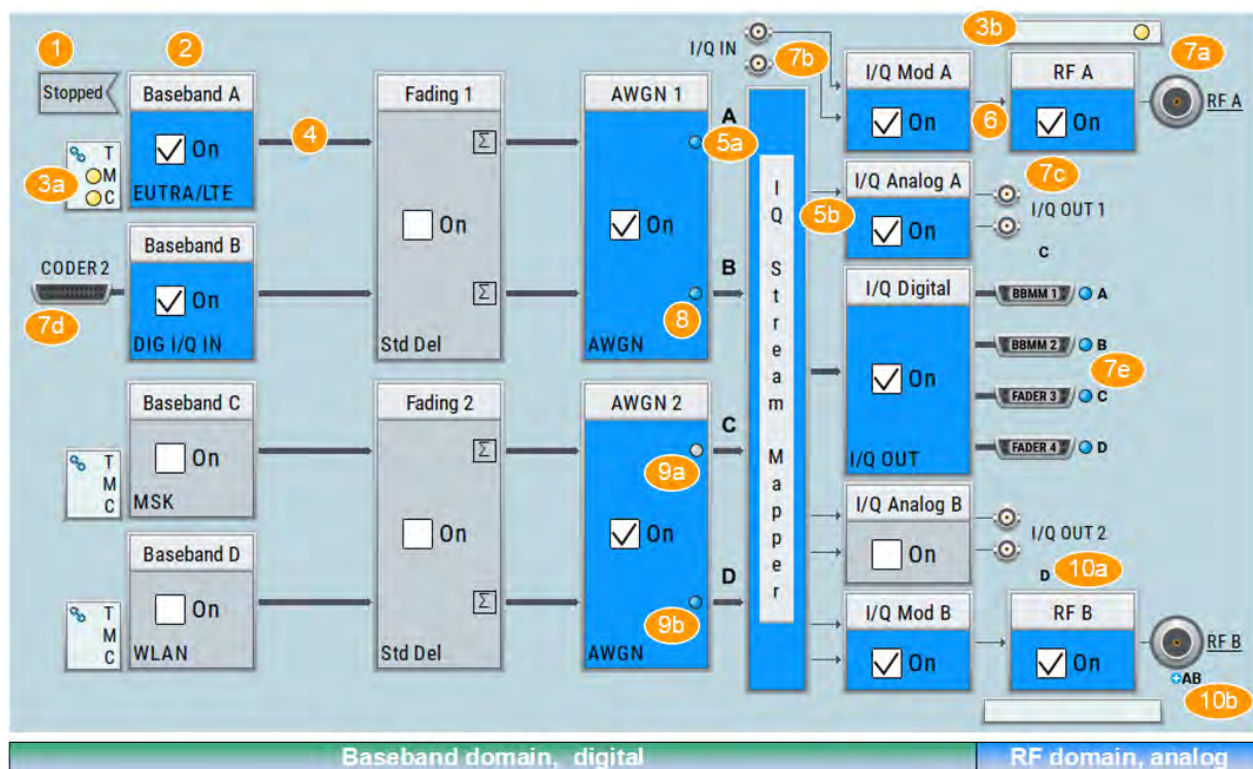 1
2
3b
7a
Stopped
Baseband A
On
EUTRA/LTE
T
M
C
3a
4
Fading 1
Σ
On
Σ
Std Del
AWGN 1
On
AWGN
A
5a
B
8
I/Q IN
7b
I/Q Mod A
On
6
RF A
On
RF A
CODER 2
7d
Baseband B
On
DIG I/Q IN
IQ Stream Mapper
5b
I/Q Analog A
On
7c
I/Q OUT 1
C
I/Q Digital
On
I/Q OUT
BBMM 1
A
BBMM 2
B
7e
FADER 3
C
FADER 4
D
Baseband C
On
MSK
T
M
C
Fading 2
Σ
On
Σ
Std Del
AWGN 2
On
AWGN
C
9a
D
9b
I/Q Analog B
On
I/Q OUT 2
D
10a
Baseband D
On
WLAN
T
M
C
I/Q Mod B
On
RF B
On
RF B
+AB
10b
Baseband domain, digital
RF domain, analog